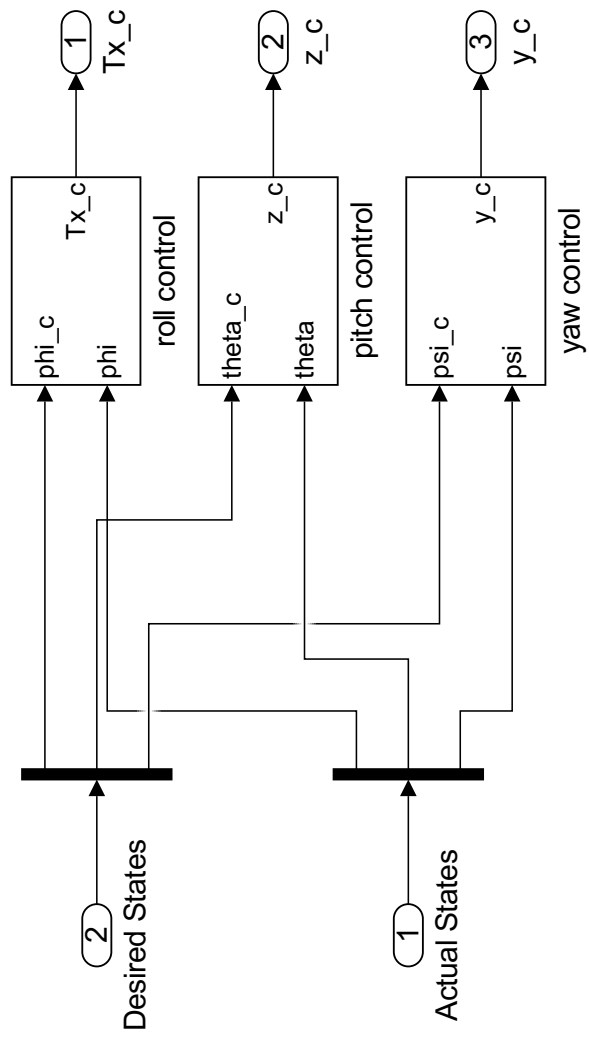 2
Desired States
1
Actual States
phi_c
phi
Tx_c
roll control
theta_c
theta
z_c
pitch control
psi_c
psi
y_c
yaw control
1
Tx_c
2
z_c
3
y_c